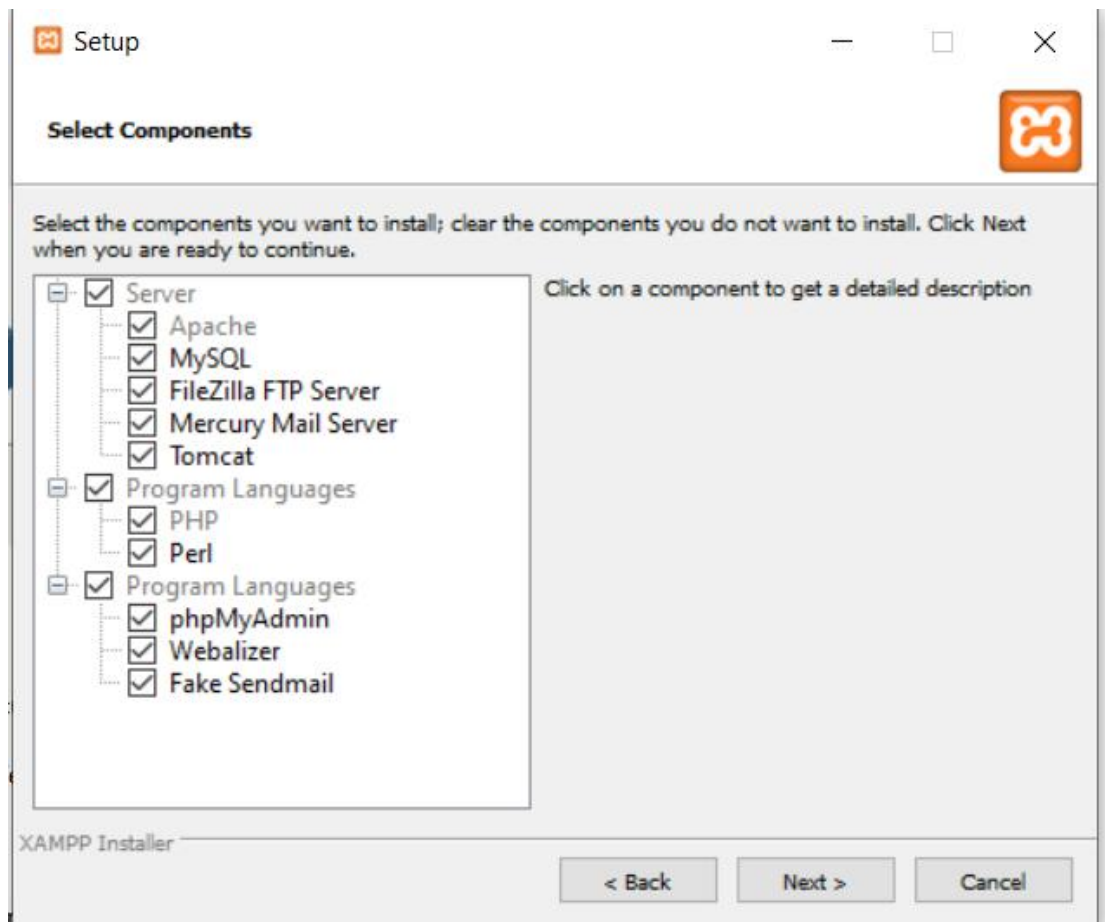 Setup
Select Components
Select the components you want to install; clear the components you do not want to install. Click Next
when you are ready to continue.
Server
Apache
MySQL
FileZilla FTP Server
Mercury Mail Server
Tomcat
Program Languages
PHP
Perl
Program Languages
phpMyAdmin
Webalizer
Fake Sendmail
Click on a component to get a detailed description
XAMPP Installer
< Back
Next >
Cancel